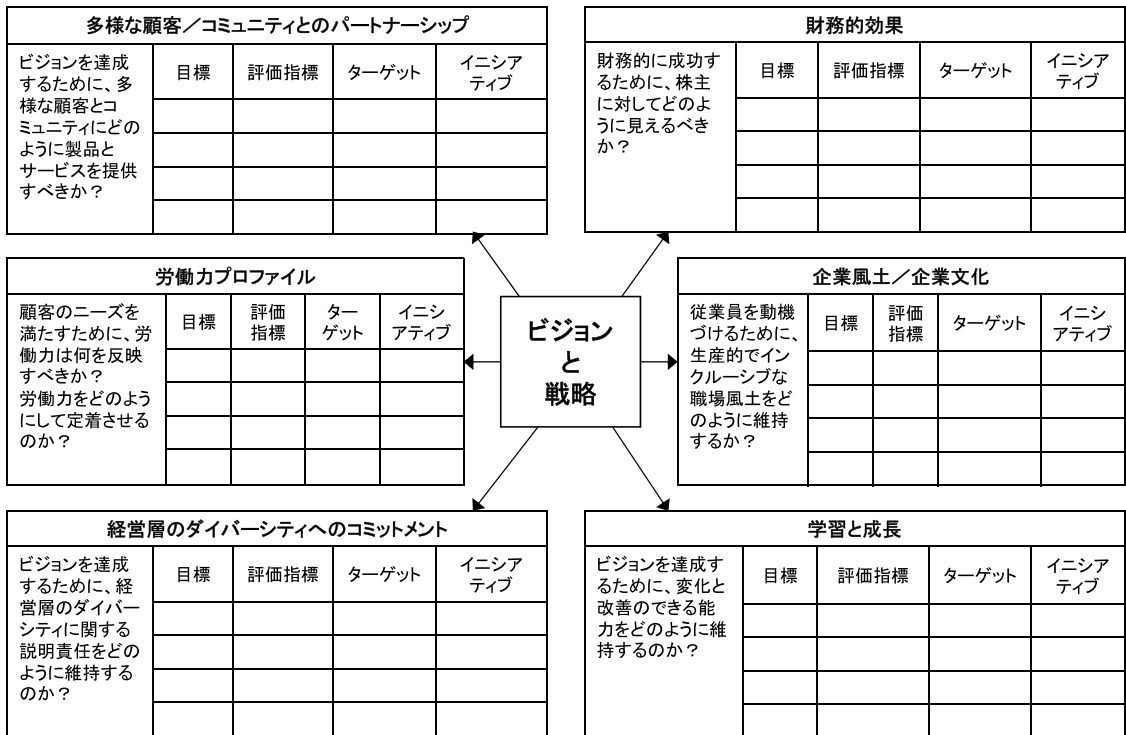 多様な顧客／コミュニティとのパートナーシップ
ビジョンを達成
するために、多
様な顧客とコ
ミュニティにどの
ように製品と
サービスを提供
すべきか？
目標
評価指標
ターゲット
イニシア
ティブ
財務的効果
財務的に成功す
るために、株主
に対してどのよ
うに見えるべき
か？
目標
評価指標
ターゲット
イニシア
ティブ
労働力プロファイル
顧客のニーズを
満たすために、労
働力は何を反映
すべきか？
労働力をどのよう
にして定着させる
のか？
目標
評価
指標
ター
ゲット
イニシ
アティブ
ビジョン
と
戦略
企業風土／企業文化
従業員を動機
づけるために、
生産的でイン
クルーシブな
職場風土をど
のように維持
するか？
目標
評価
指標
ターゲット
イニシ
アティブ
経営層のダイバーシティへのコミットメント
ビジョンを達成
するために、経
営層のダイバー
シティに関する
説明責任をどの
ように維持する
のか？
目標
評価指標
ターゲット
イニシア
ティブ
学習と成長
ビジョンを達成す
るために、変化と
改善のできる能
力をどのように維
持するのか？
目標
評価指標
ターゲット
イニシア
ティブ